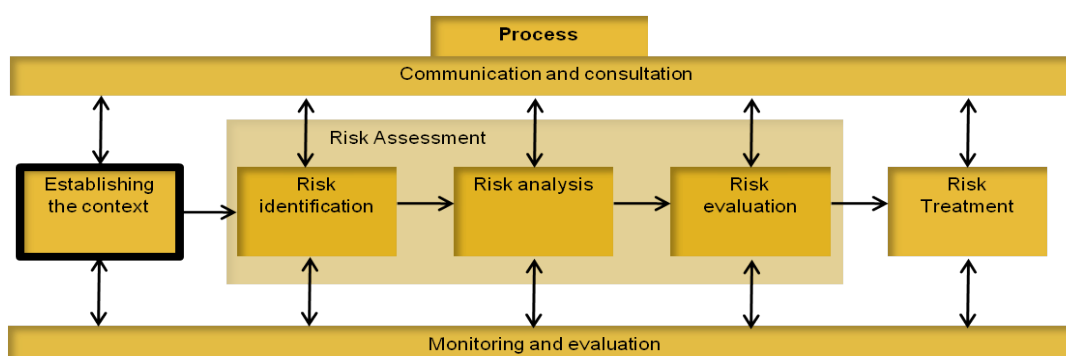 Process
Communication and consultation
Risk Assessment
Establishing
the context
Risk
identification
Risk analysis
Risk
evaluation
Risk
Treatment
Monitoring and evaluation